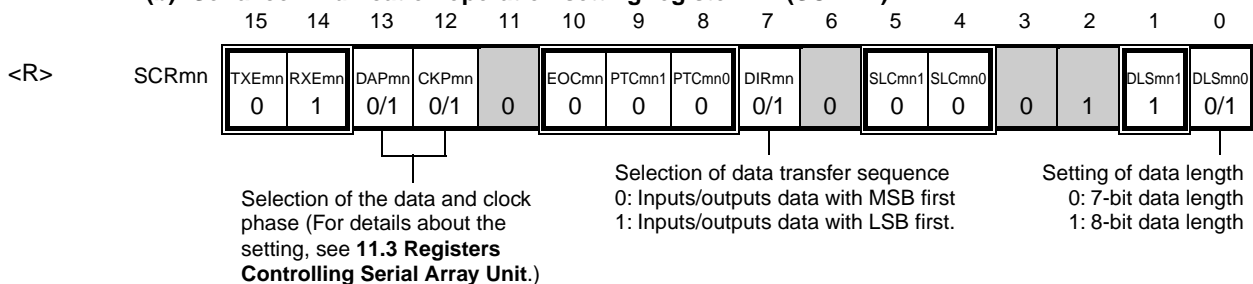 15 14 13 12 11 10 9 8 7 6 5 4 3 2 1 0
<R> SCRmn TXEmn RXEmn DAPmn CKPmn EOCmn PTCmn1 PTCmn0 DIRmn SLCmn1 SLCmn0 DLSmn1 DLSmn0
0 1 0/1 0/1 0 0 0 0 0/1 0 0 0 0 1 1 0/1
Selection of the data and clock
phase (For details about the
setting, see 11.3 Registers
Controlling Serial Array Unit.)
Selection of data transfer sequence
0: Inputs/outputs data with MSB first
1: Inputs/outputs data with LSB first.
Setting of data length
0: 7-bit data length
1: 8-bit data length